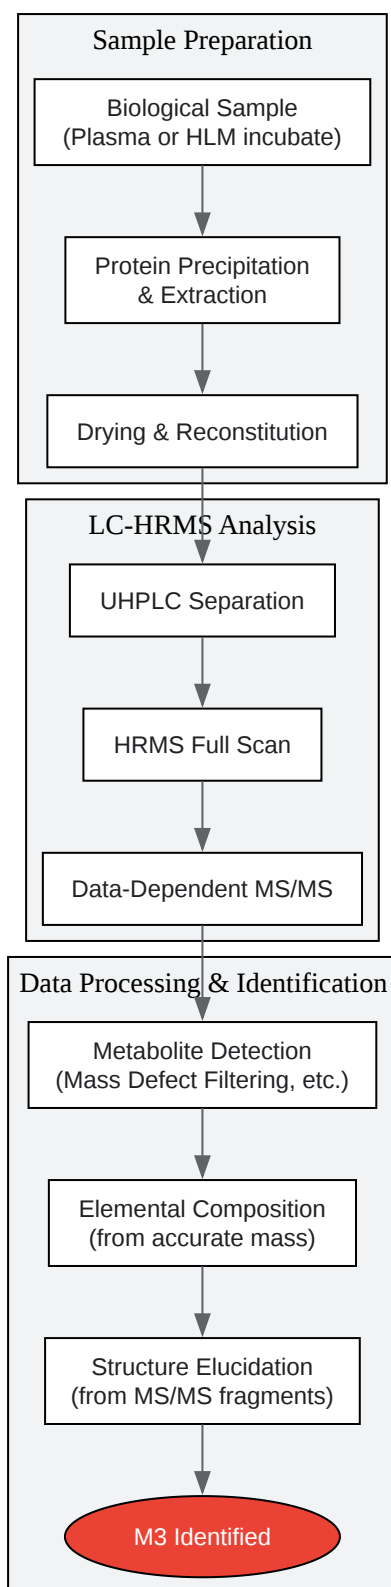 Sample Preparation
Biological Sample
(Plasma or HLM incubate)
Protein Precipitation
& Extraction
Drying & Reconstitution
LC-HRMS Analysis
UHPLC Separation
HRMS Full Scan
Data-Dependent MS/MS
Data Processing & Identification
Metabolite Detection
(Mass Defect Filtering, etc.)
Elemental Composition
(from accurate mass)
Structure Elucidation
(from MS/MS fragments)
M3 Identified